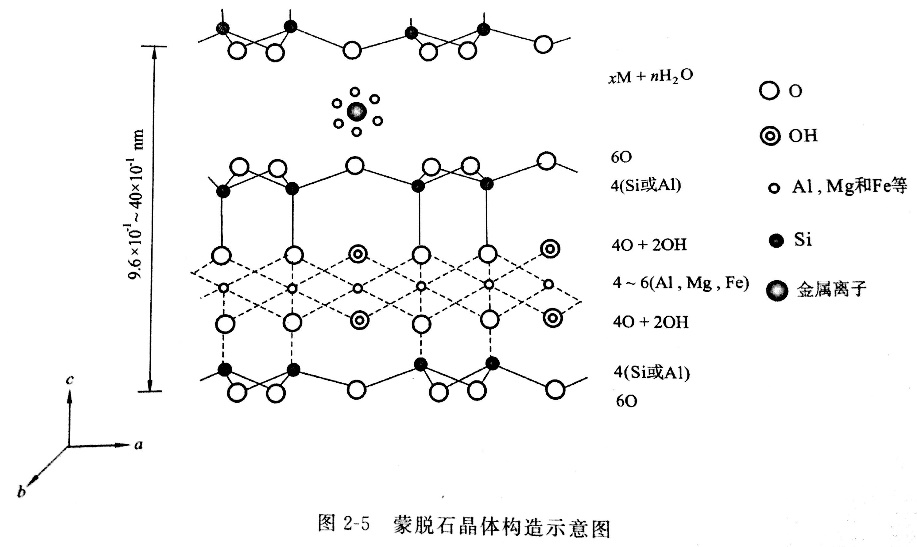 xM + nH₂O
O
OH
6O
4(Si或Al)
Al,Mg和Fe等
9.6×10⁻¹~40×10⁻¹ nm
4O + 2OH
Si
4~6(Al,Mg,Fe)
金属离子
4O + 2OH
4(Si或Al)
6O
c
a
b
图 2-5 蒙脱石晶体构造示意图